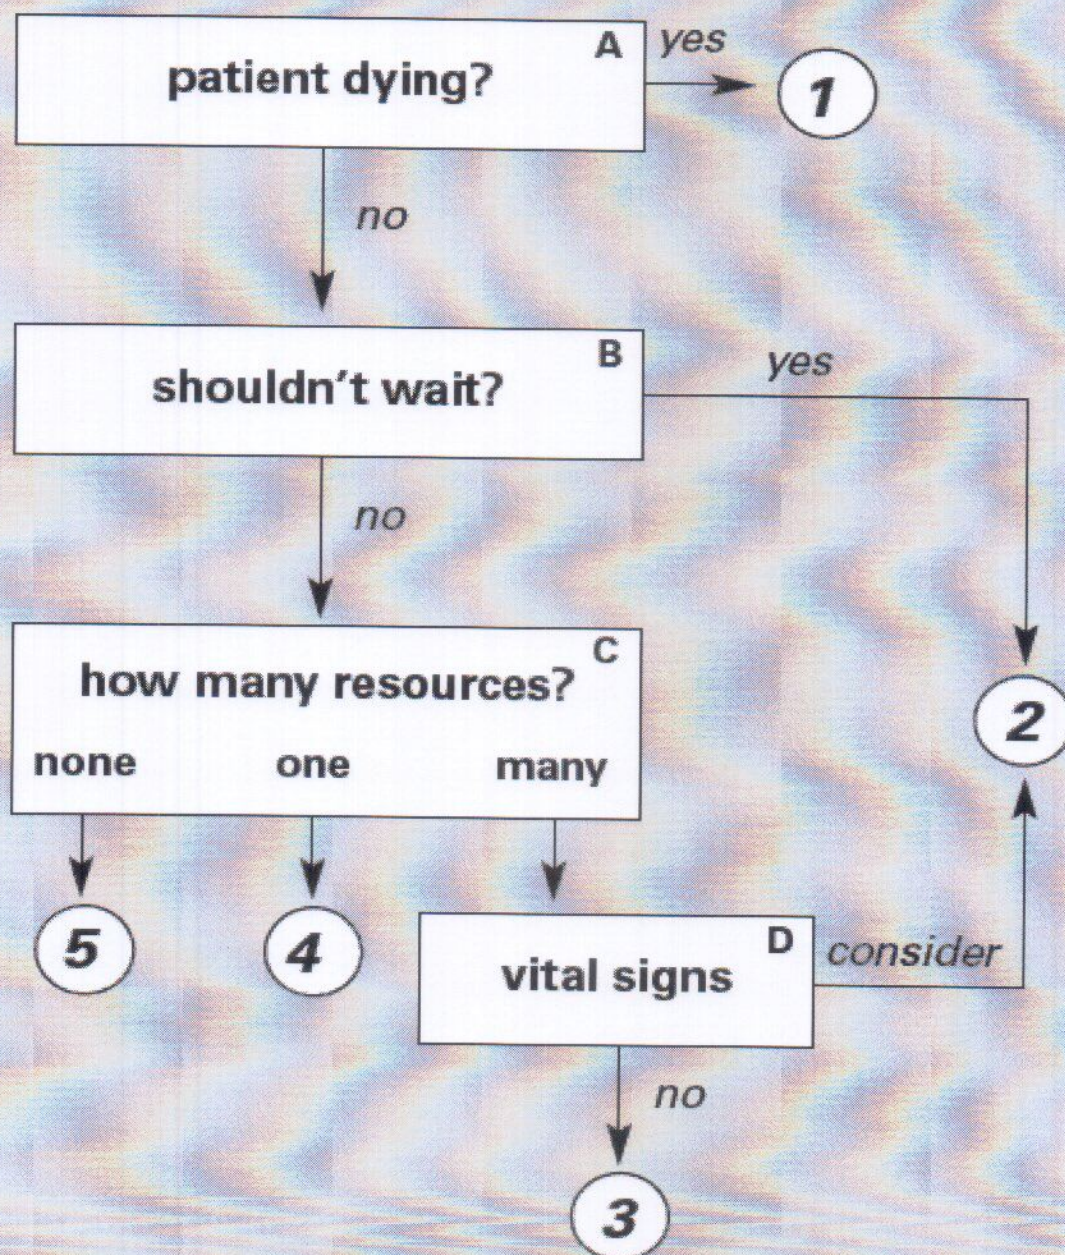 A
patient dying?
yes
1
no
B
shouldn't wait?
yes
no
C
how many resources?
none one many
2
5
4
D
vital signs
consider
no
3